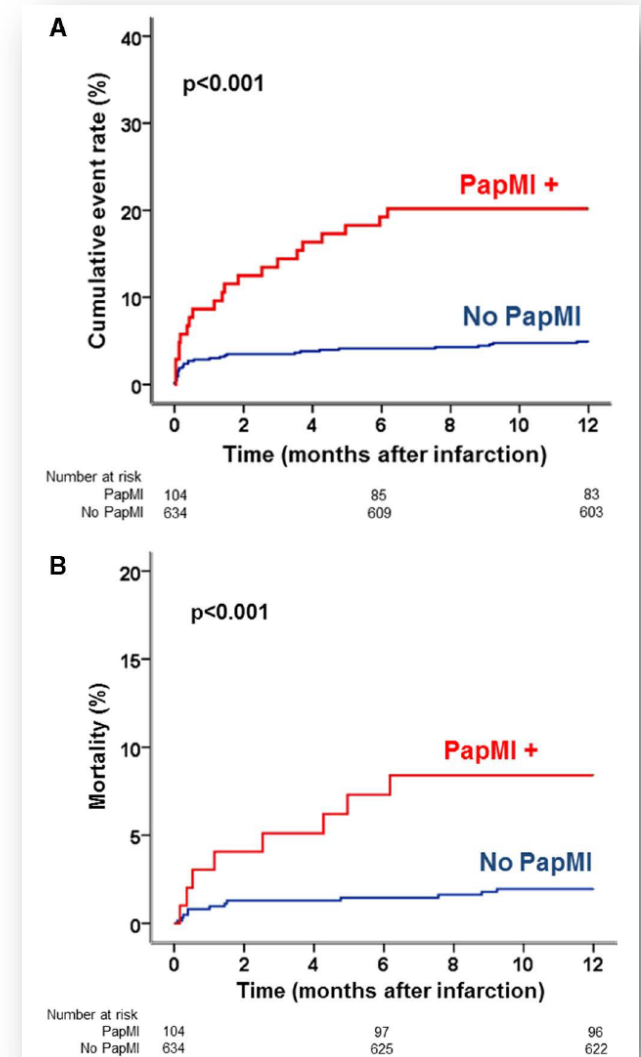 A
Cumulative event rate (%)
40
30
20
10
0
p<0.001
PapMI +
No PapMI
0 2 4 6 8 10 12
Time (months after infarction)
Number at risk
PapMI 104 85 83
No PapMI 634 609 603
B
Mortality (%)
20
15
10
5
0
p<0.001
PapMI +
No PapMI
0 2 4 6 8 10 12
Time (months after infarction)
Number at risk
PapMI 104 97 96
No PapMI 634 625 622